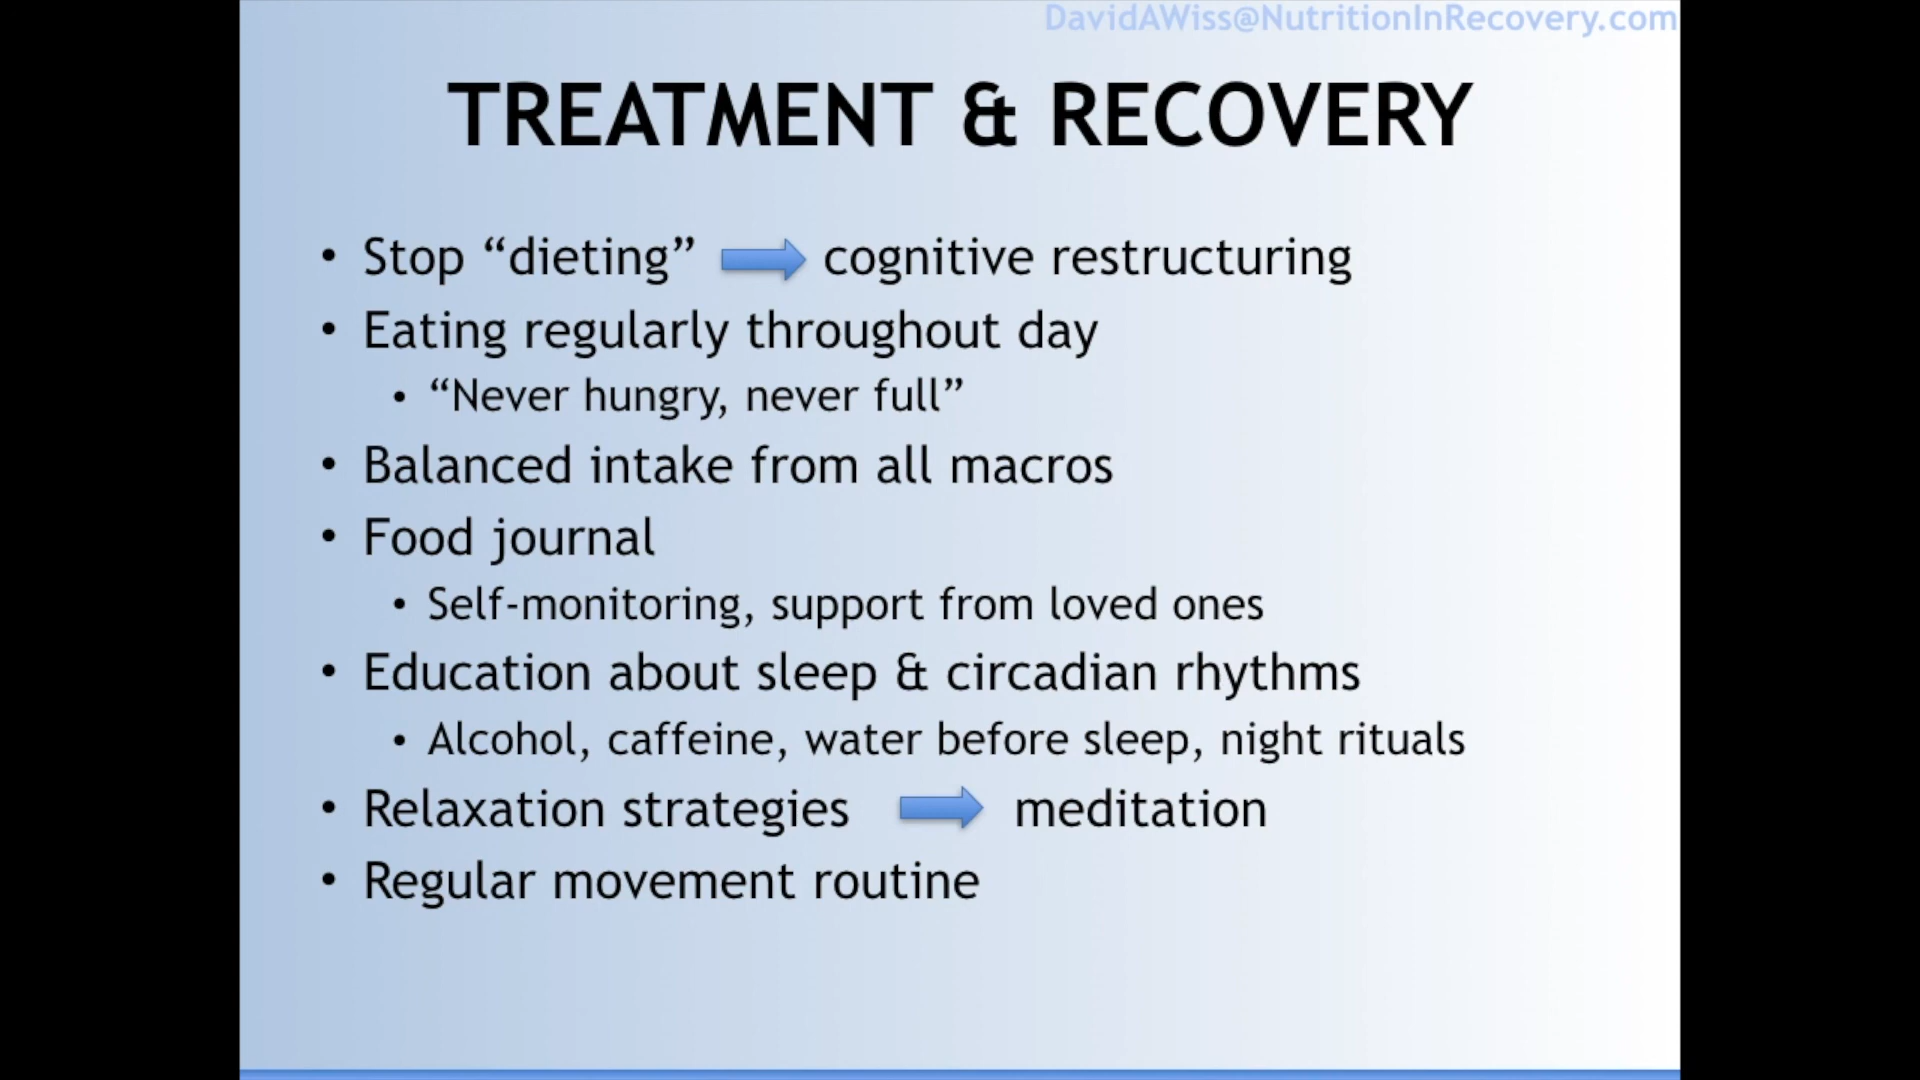 DavidAWiss@NutritionInRecovery.com
TREATMENT & RECOVERY
• Stop “dieting” cognitive restructuring
• Eating regularly throughout day
• “Never hungry, never full”
• Balanced intake from all macros
• Food journal
• Self-monitoring, support from loved ones
• Education about sleep & circadian rhythms
• Alcohol, caffeine, water before sleep, night rituals
• Relaxation strategies meditation
• Regular movement routine